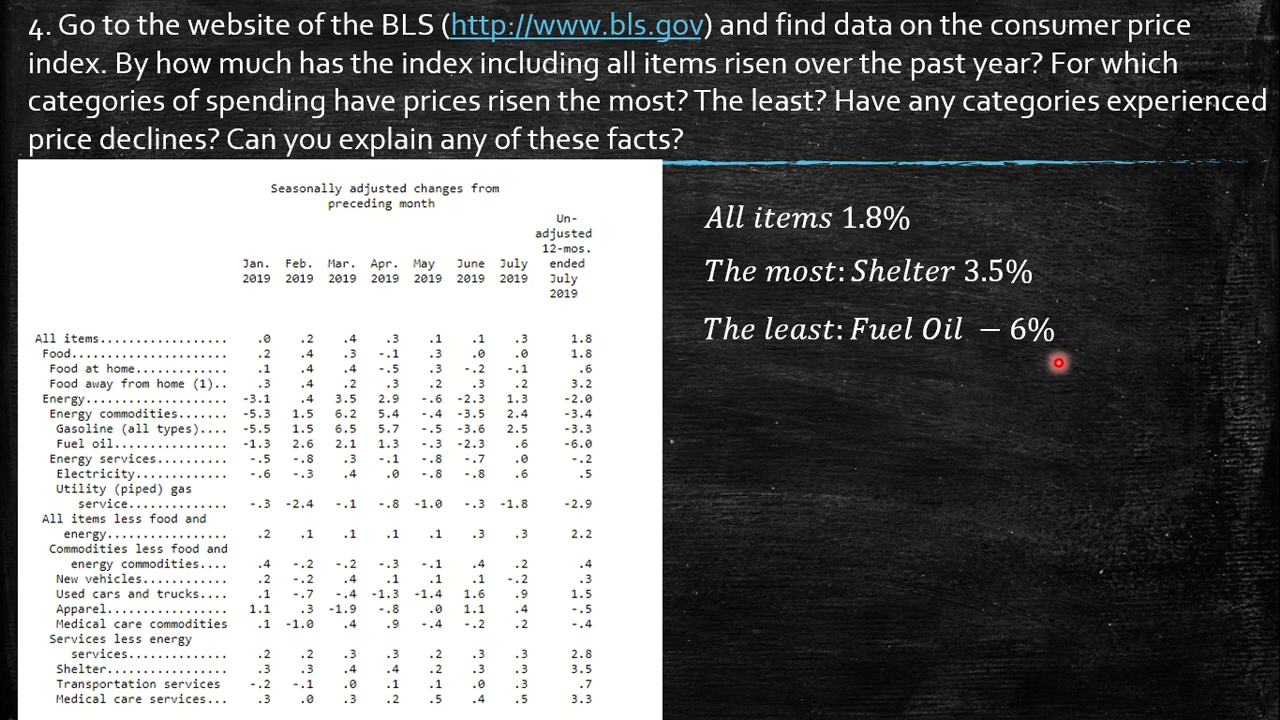 4. Go to the website of the BLS (http://www.bls.gov) and find data on the consumer price
index. By how much has the index including all items risen over the past year? For which
categories of spending have prices risen the most? The least? Have any categories experienced
price declines? Can you explain any of these facts?
Seasonally adjusted changes from
preceding month
Un-
adjusted
12-mos.
Jan. Feb. Mar. Apr. May June July ended
2019 2019 2019 2019 2019 2019 2019 July
2019
All items.................. .0 .2 .4 .3 .1 .1 .3 1.8
Food...................... .2 .4 .3 -.1 .3 .0 .0 1.8
Food at home............. .1 .4 .4 -.5 .3 -.2 -.1 .6
Food away from home (1).. .3 .4 .2 .3 .2 .3 .2 3.2
Energy.................... -3.1 .4 3.5 2.9 -.6 -2.3 1.3 -2.0
Energy commodities....... -5.3 1.5 6.2 5.4 -.4 -3.5 2.4 -3.4
Gasoline (all types).... -5.5 1.5 6.5 5.7 -.5 -3.6 2.5 -3.3
Fuel oil................ -1.3 2.6 2.1 1.3 -.3 -2.3 .6 -6.0
Energy services.......... -.5 -.8 .3 -.1 -.8 -.7 .0 -.2
Electricity............. -.6 -.3 .4 .0 -.8 -.8 .6 .5
Utility (piped) gas
service.............. -.3 -2.4 -.1 -.8 -1.0 -.3 -1.8 -2.9
All items less food and
energy................. .2 .1 .1 .1 .1 .3 .3 2.2
Commodities less food and
energy commodities.... .4 -.2 -.2 -.3 -.1 .4 .2 .4
New vehicles............ .2 -.2 .4 .1 .1 .1 -.2 .3
Used cars and trucks.... .1 -.7 -.4 -1.3 -1.4 1.6 .9 1.5
Apparel................. 1.1 .3 -1.9 -.8 .0 1.1 .4 -.5
Medical care commodities .1 -1.0 .4 .9 -.4 -.2 .2 -.4
Services less energy
services.............. .2 .2 .3 .3 .2 .3 .3 2.8
Shelter................. .3 .3 .4 .4 .2 .3 .3 3.5
Transportation services -.2 -.1 .0 .1 .1 .0 .3 .7
Medical care services... .3 .0 .3 .2 .5 .4 .5 3.3
All items 1.8%
The most: Shelter 3.5%
The least: Fuel Oil − 6%